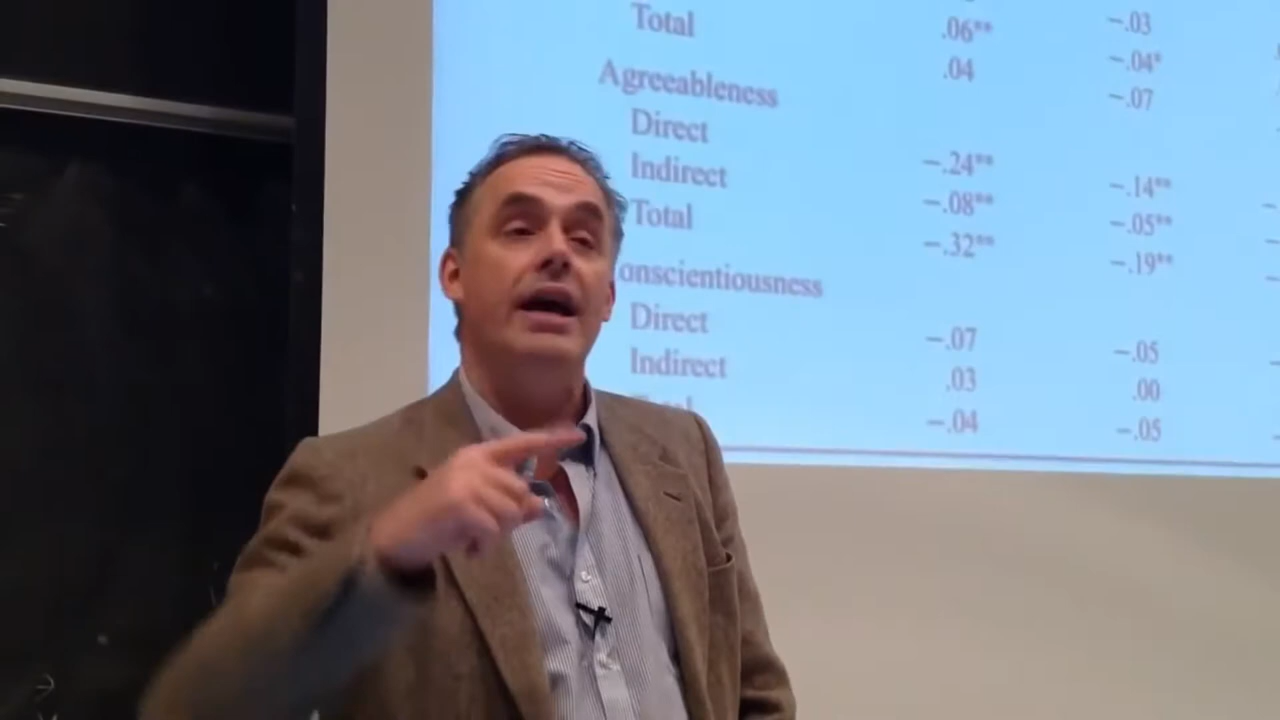 Total .06** –.03
Agreeableness .04 –.04*
Direct –.07
Indirect –.24** –.14**
Total –.08** –.05**
–.32** –.19**
onscientiousness
Direct –.07 –.05
Indirect .03 .00
–.04 –.05